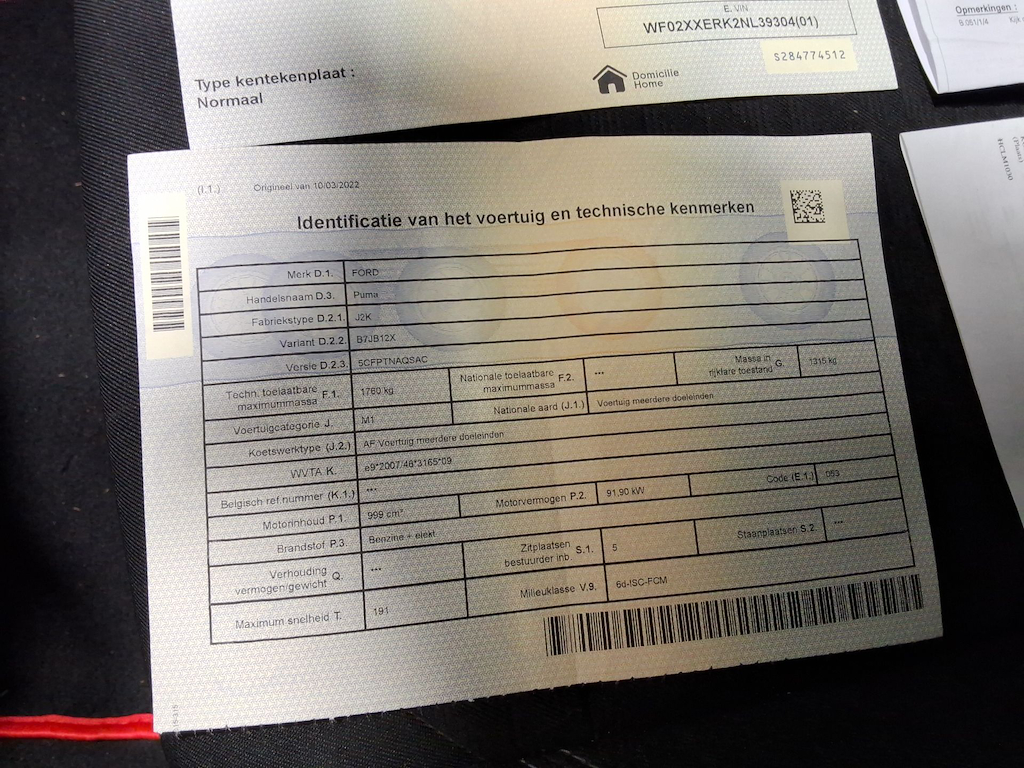 E. VIN
WF02XXERK2NL39304(01)
S284774512
Type kentekenplaat :
Normaal
Domicilie
Home
Opmerkingen :
B.051/1/4 Kijk
(I.1.) Origineel van 10/03/2022
Identificatie van het voertuig en technische kenmerken
Merk D.1. FORD
Handelsnaam D.3. Puma
Fabriekstype D.2.1. J2K
Variant D.2.2. B7JB12X
Versie D.2.3. 5CFPTNAQSAC
Techn. toelaatbare maximummassa F.1. 1760 kg Nationale toelaatbare maximummassa F.2. --- Massa in rijklare toestand G. 1315 kg
Voertuigcategorie J. M1 Nationale aard (J.1.) Voertuig meerdere doeleinden
Koetswerktype (J.2.) AF Voertuig meerdere doeleinden
WVTA K. e9*2007/46*3165*09
Belgisch ref.nummer (K.1.) ---
Motorinhoud P.1. 999 cm³ Motorvermogen P.2. 91,90 kW Code (E.1.) 053
Brandstof P.3. Benzine + elekt
Verhouding vermogen/gewicht Q. --- Zitplaatsen bestuurder inb. S.1. 5 Staanplaatsen S.2. ---
Maximum snelheid T. 191 Milieuklasse V.9. 6d-ISC-FCM